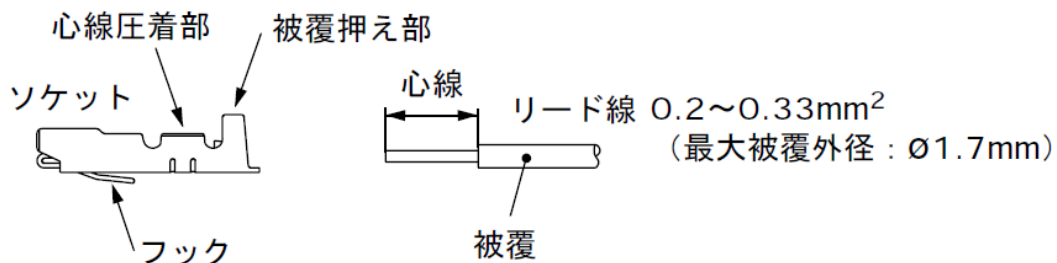 心線圧着部
被覆押え部
ソケット
心線
リード線 0.2～0.33mm²
（最大被覆外径：Ø1.7mm）
フック
被覆